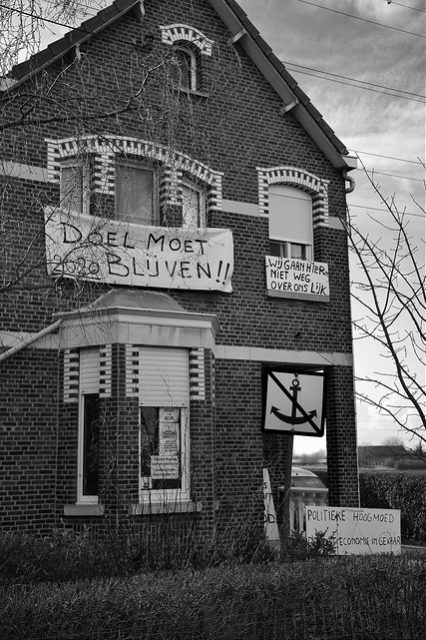 DOEL MOET
2020 BLIJVEN!!
WIJ GAAN HIER
NIET WEG
OVER ONS LIJK
POLITIEKE HOOGMOED
ECONOMIE IN GEVAAR